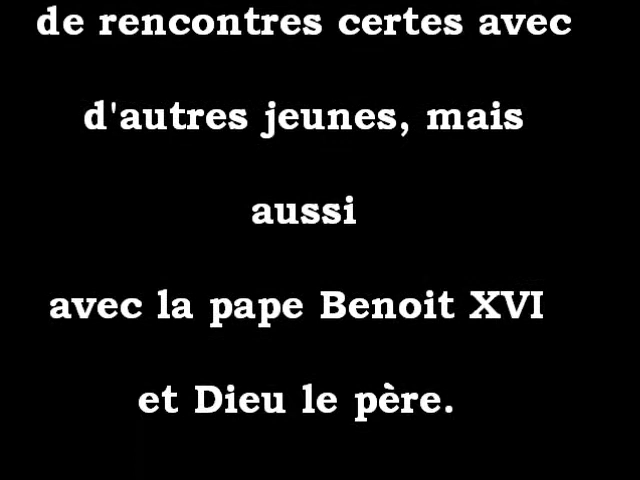 de rencontres certes avec
d'autres jeunes, mais
aussi
avec la pape Benoit XVI
et Dieu le père.